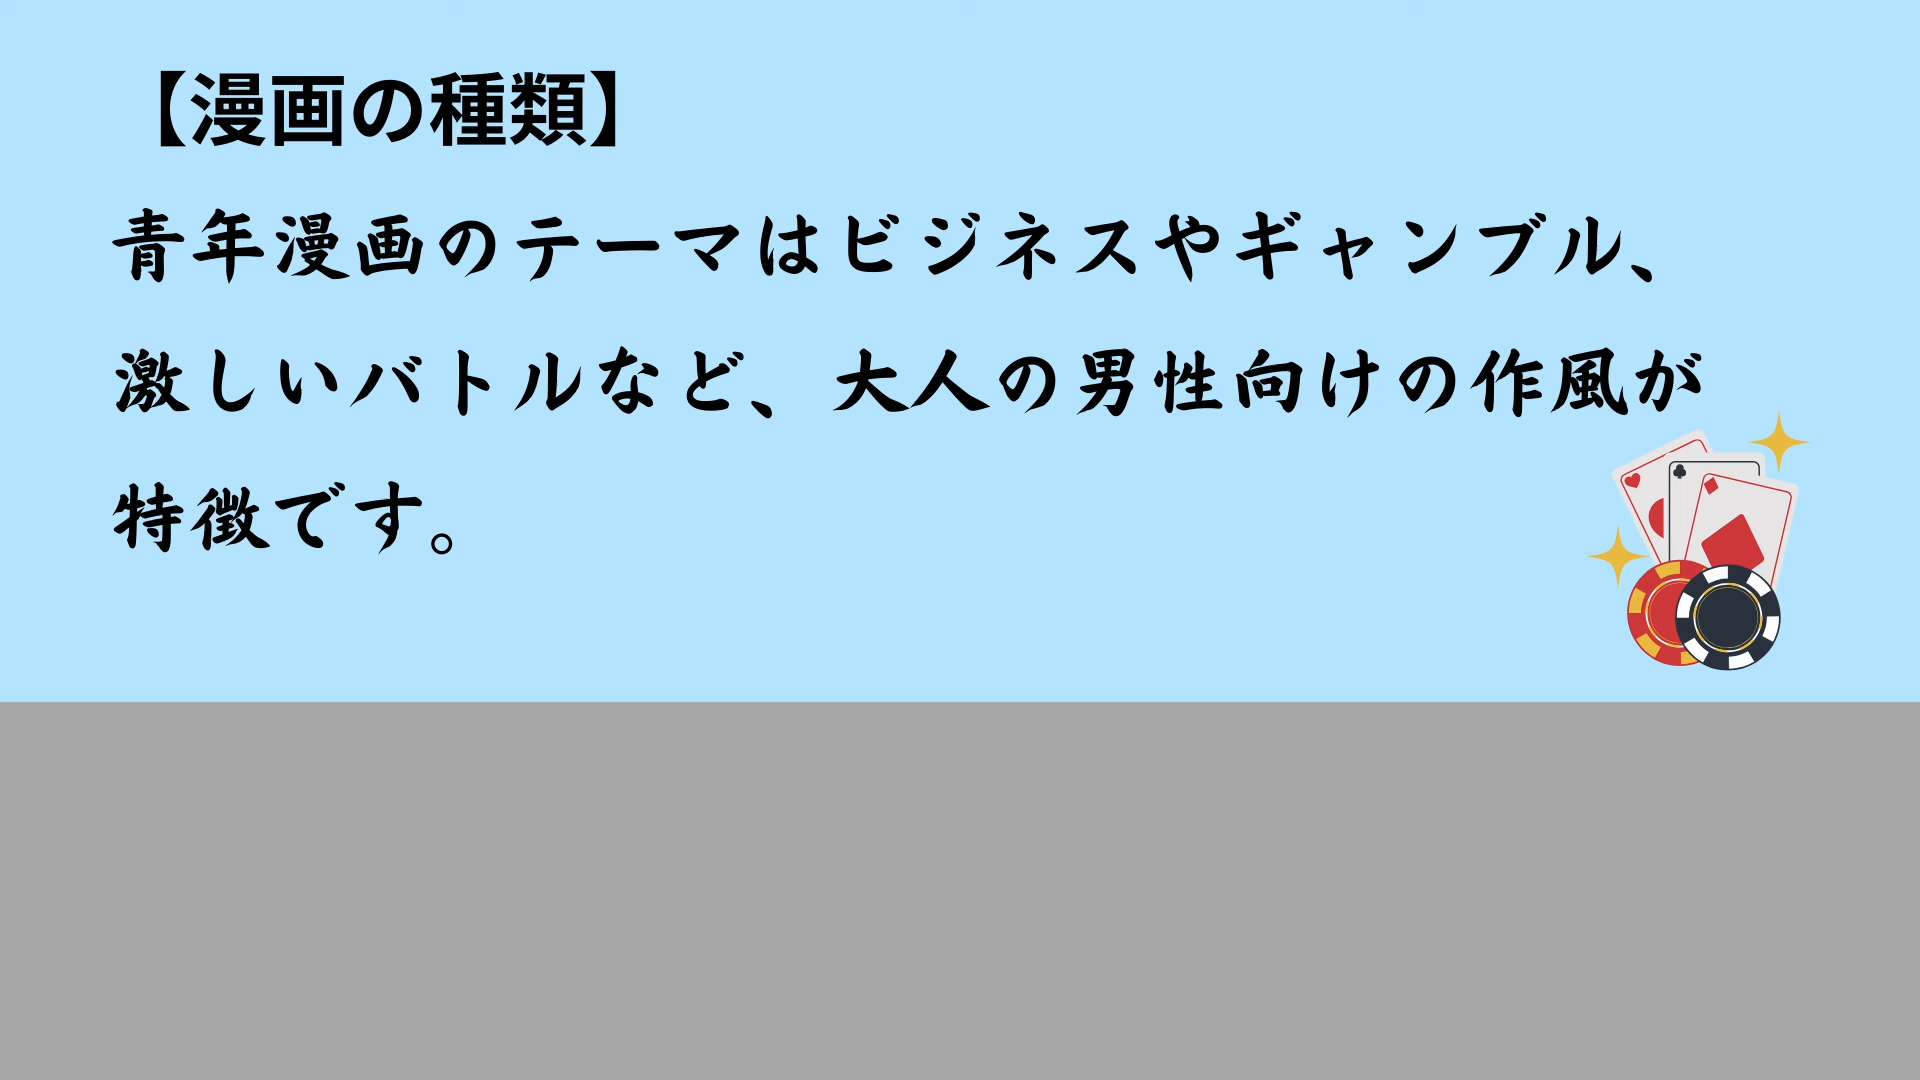 【漫画の種類】
青年漫画のテーマはビジネスやギャンブル、
激しいバトルなど、大人の男性向けの作風が
特徴です。